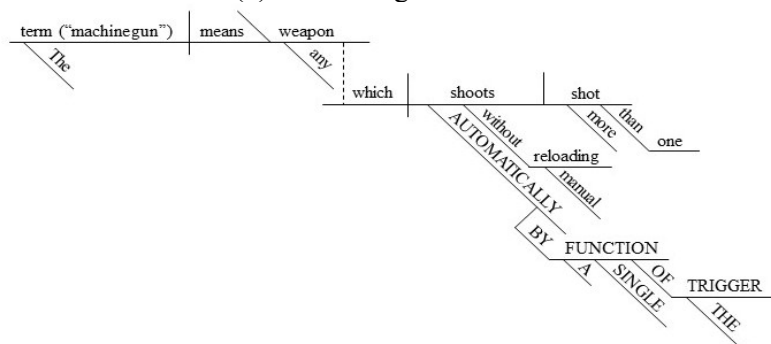 term (“machinegun”) means weapon
The
any
which shoots shot
more
than
one
without
reloading
manual
AUTOMATICALLY
BY
FUNCTION
A
SINGLE
OF
TRIGGER
THE